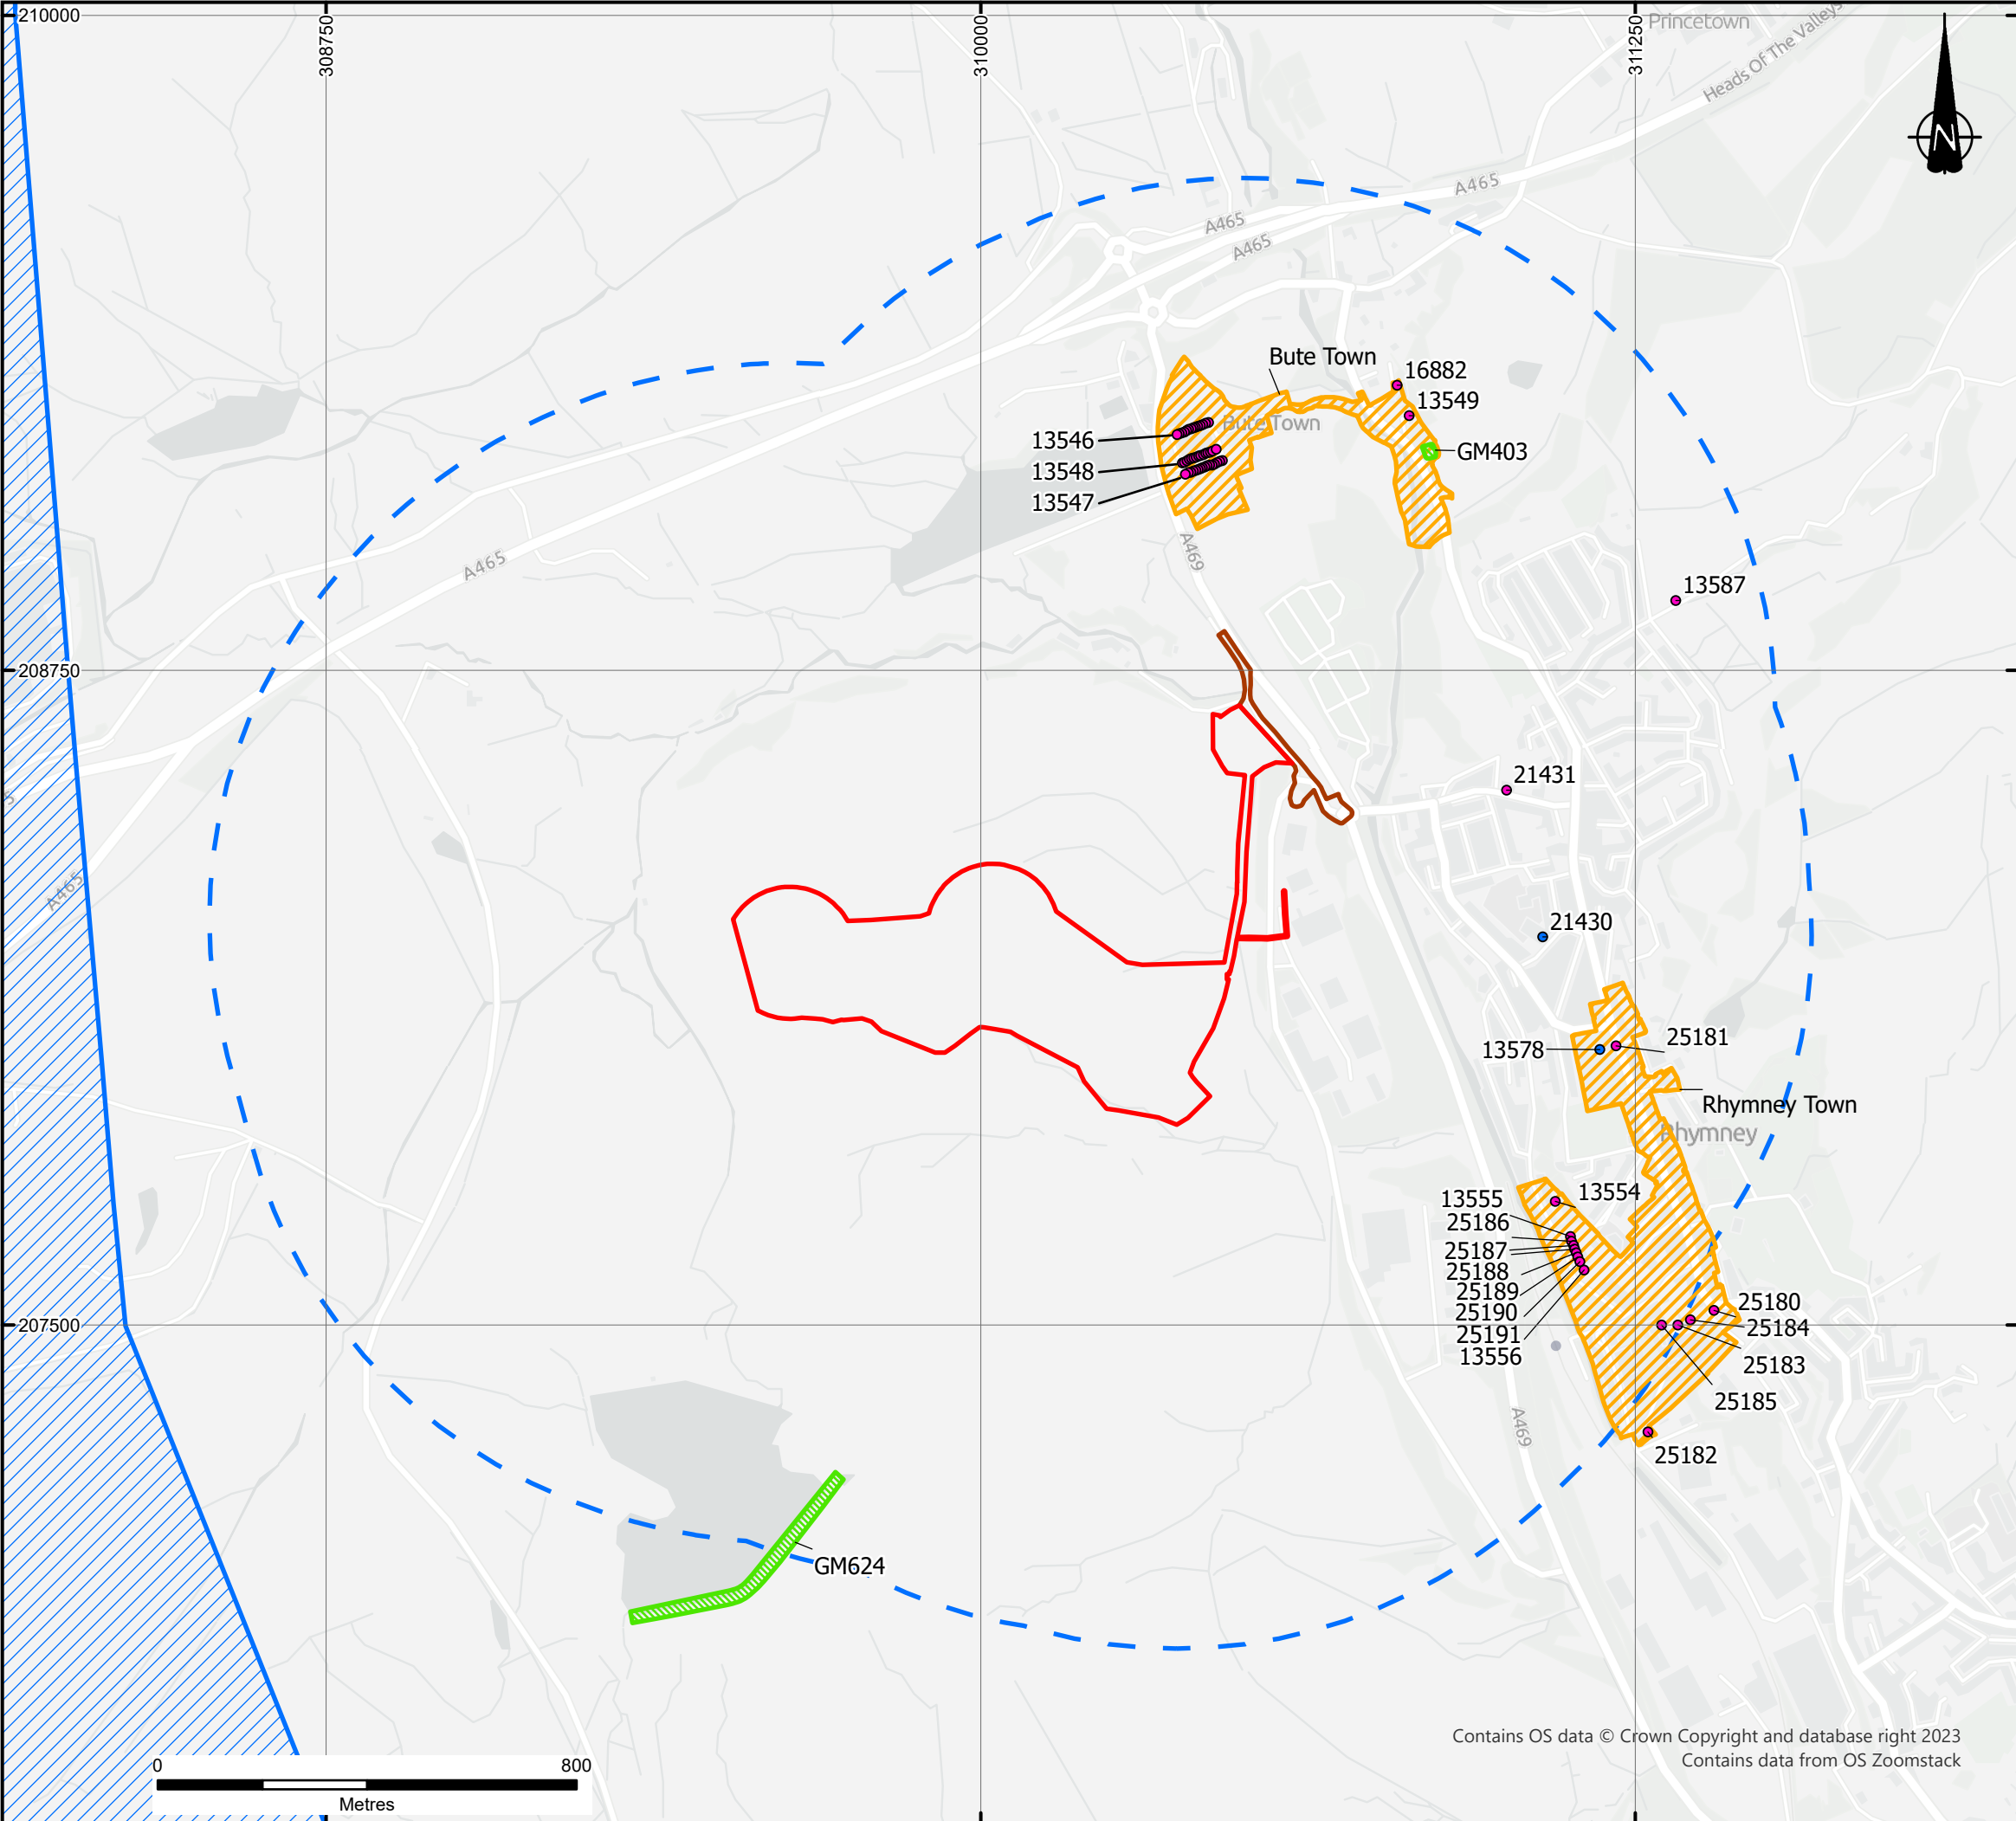 210000
308750
310000
311250
Princetown
Heads Of The Valleys
N
A465
A465
A465
Bute Town
16882
13549
Bute Town
13546
GM403
13548
13547
A469
A465
13587
208750
21431
A465
21430
25181
13578
Rhymney Town
Rhymney
13554
13555
25186
25187
25188
25189
25190
25191
13556
25180
25184
207500
25183
25185
A469
25182
GM624
Contains OS data © Crown Copyright and database right 2023
Contains data from OS Zoomstack
0 800
Metres